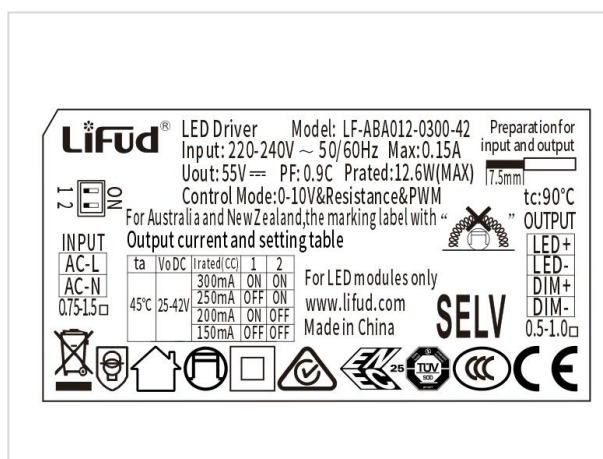 LiFud®
LED Driver Model: LF-ABA012-0300-42
Input: 220-240V ~ 50/60Hz Max:0.15A
Uout: 55V PF: 0.9C Prated:12.6W(MAX)
Control Mode:0-10V&Resistance&PWM
For Australia and New Zealand,the marking label with “ ”
Preparation for
input and output
7.5mm
tc:90℃
ON
1 2
INPUT
AC-L
AC-N
0.75-1.5□
Output current and setting table
ta VoDC Irated(CC) 1 2
45℃ 25-42V
300mA ON ON
250mA OFF ON
200mA ON OFF
150mA OFF OFF
For LED modules only
www.lifud.com
Made in China
SELV
OUTPUT
LED+
LED-
DIM+
DIM-
0.5-1.0□
ENEC 25
TÜV
SÜD
CCC
CE